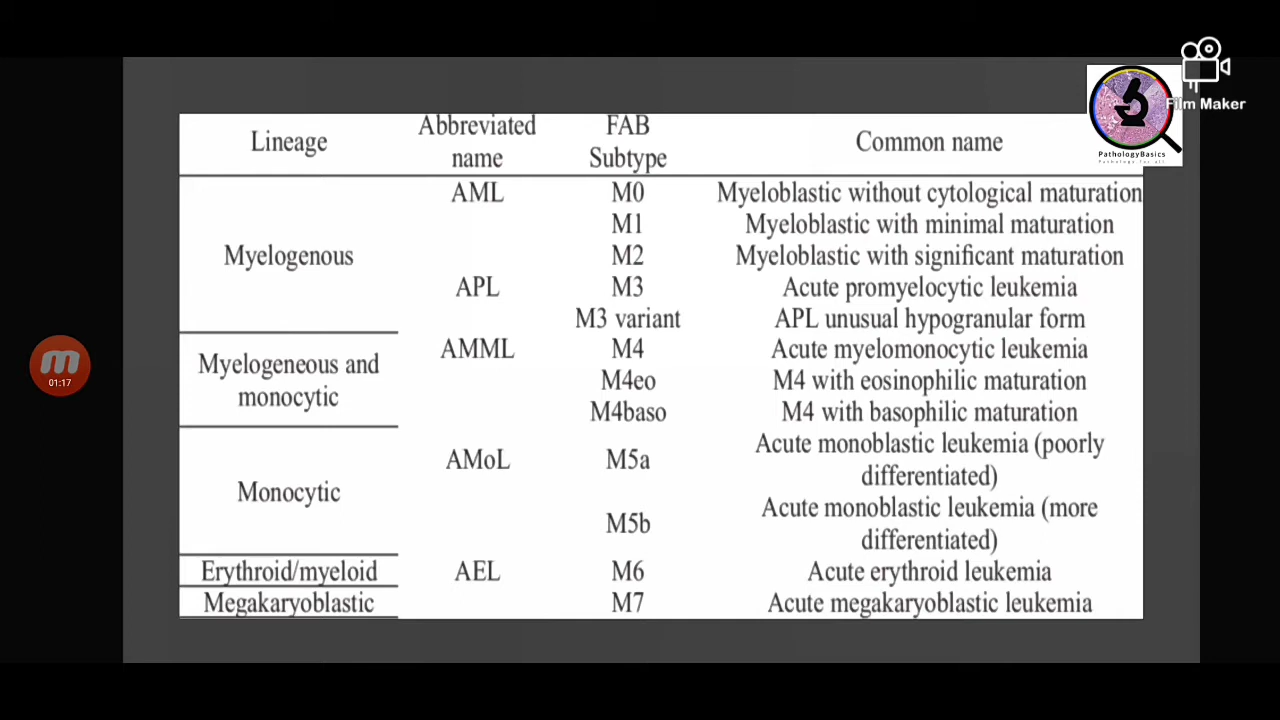 Film Maker
PathologyBasics
Pathology for all
Lineage Abbreviated name FAB Subtype Common name
Myelogenous AML M0 Myeloblastic without cytological maturation
M1 Myeloblastic with minimal maturation
M2 Myeloblastic with significant maturation
APL M3 Acute promyelocytic leukemia
M3 variant APL unusual hypogranular form
Myelogeneous and monocytic AMML M4 Acute myelomonocytic leukemia
M4eo M4 with eosinophilic maturation
M4baso M4 with basophilic maturation
Monocytic AMoL M5a Acute monoblastic leukemia (poorly
differentiated)
M5b Acute monoblastic leukemia (more
differentiated)
Erythroid/myeloid AEL M6 Acute erythroid leukemia
Megakaryoblastic M7 Acute megakaryoblastic leukemia
01:17